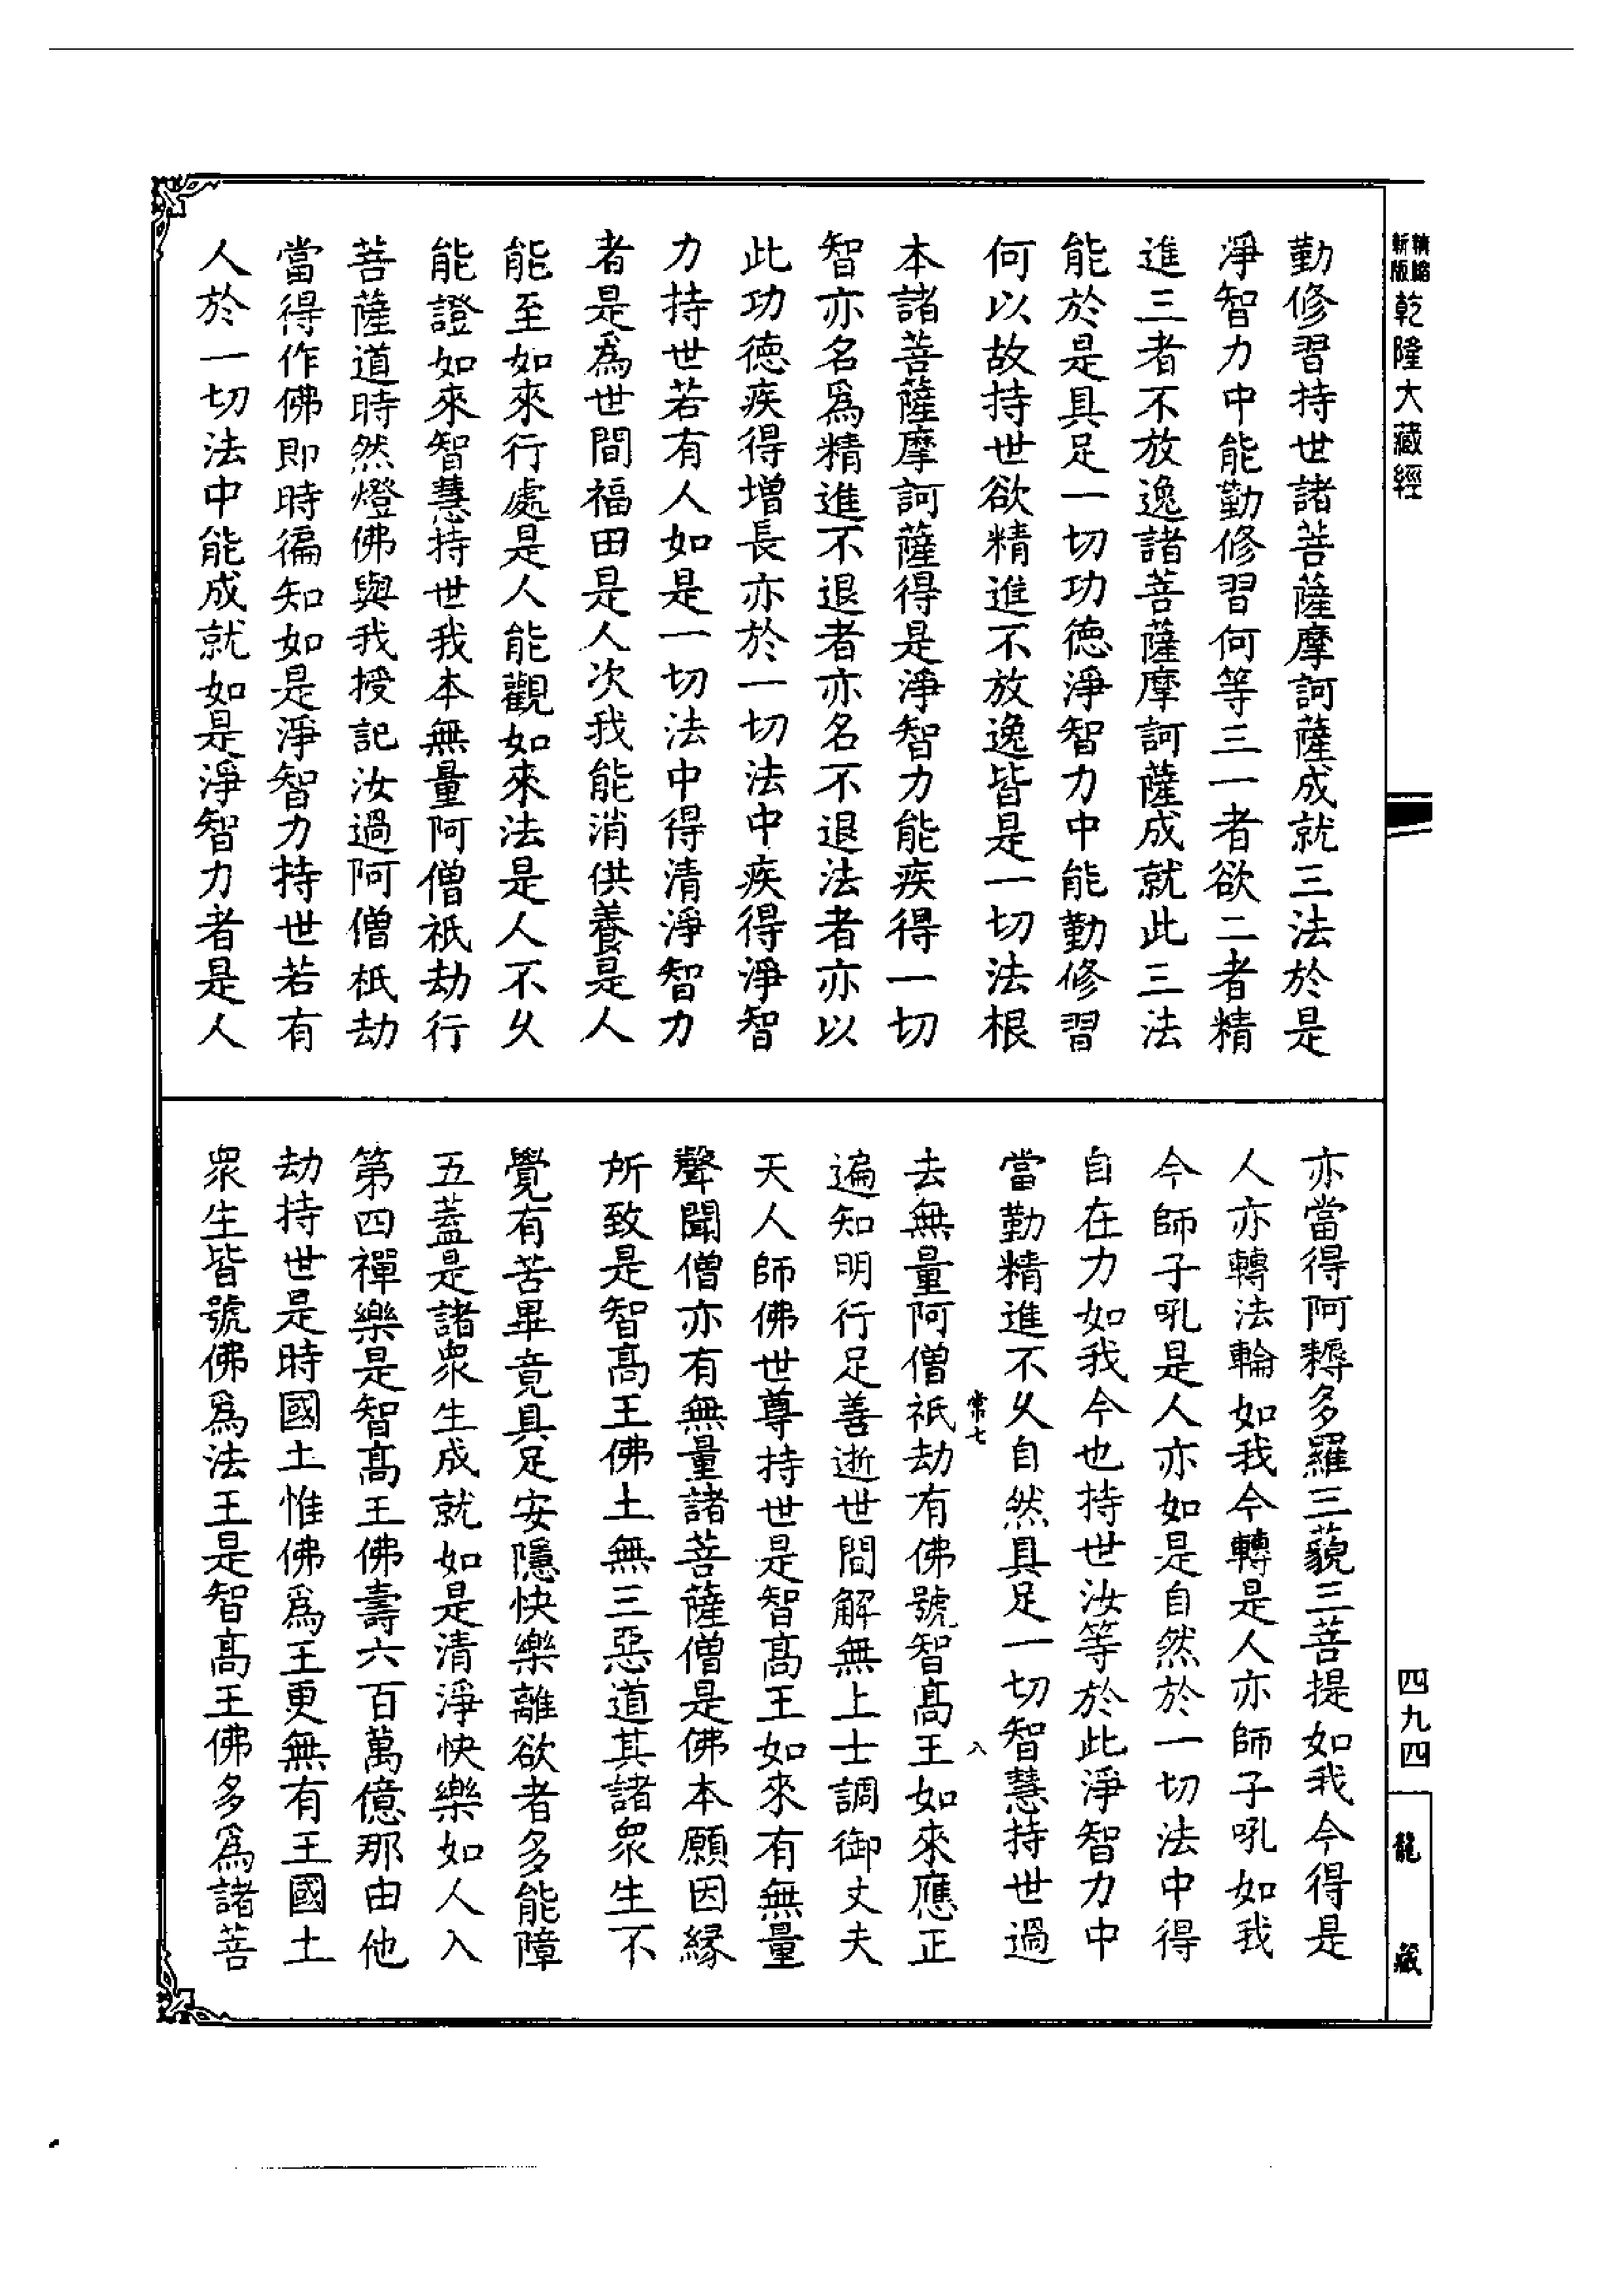 精縮
新版
乾隆大藏經
勤修習持世諸菩薩摩訶薩成就三法於是
淨智力中能勤修習何等三一者欲二者精
進三者不放逸諸菩薩摩訶薩成就此三法
能於是具足一切功德淨智力中能勤修習
何以故持世欲精進不放逸皆是一切法根
本諸菩薩摩訶薩得是淨智力能疾得一切
智亦名爲精進不退者亦名不退法者亦以
此功德疾得增長亦於一切法中疾得淨智
力持世若有人如是一切法中得清淨智力
者是爲世間福田是人次我能消供養是人
能至如來行處是人能觀如來法是人不久
能證如來智慧持世我本無量阿僧祇劫行
菩薩道時然燈佛與我授記汝過阿僧祇劫
當得作佛即時徧知如是淨智力持世若有
人於一切法中能成就如是淨智力者是人
亦當得阿耨多羅三藐三菩提如我今得是
人亦轉法輪如我今轉是人亦師子吼如我
今師子吼是人亦如是自然於一切法中得
自在力如我今也持世汝等於此淨智力中
當勤精進不久自然具足一切智慧持世過
常七
入
去無量阿僧祇劫有佛號智高王如來應正
遍知明行足善逝世間解無上士調御丈夫
天人師佛世尊持世是智高王如來有無量
聲聞僧亦有無量諸菩薩僧是佛本願因緣
所致是智高王佛土無三惡道其諸衆生不
覺有苦畢竟具足安隱快樂離欲者多能障
五蓋是諸衆生成就如是清淨快樂如人入
第四禪樂是智高王佛壽六百萬億那由他
劫持世是時國土惟佛爲王更無有王國土
衆生皆號佛爲法王是智高王佛多爲諸菩
四九四
龍藏